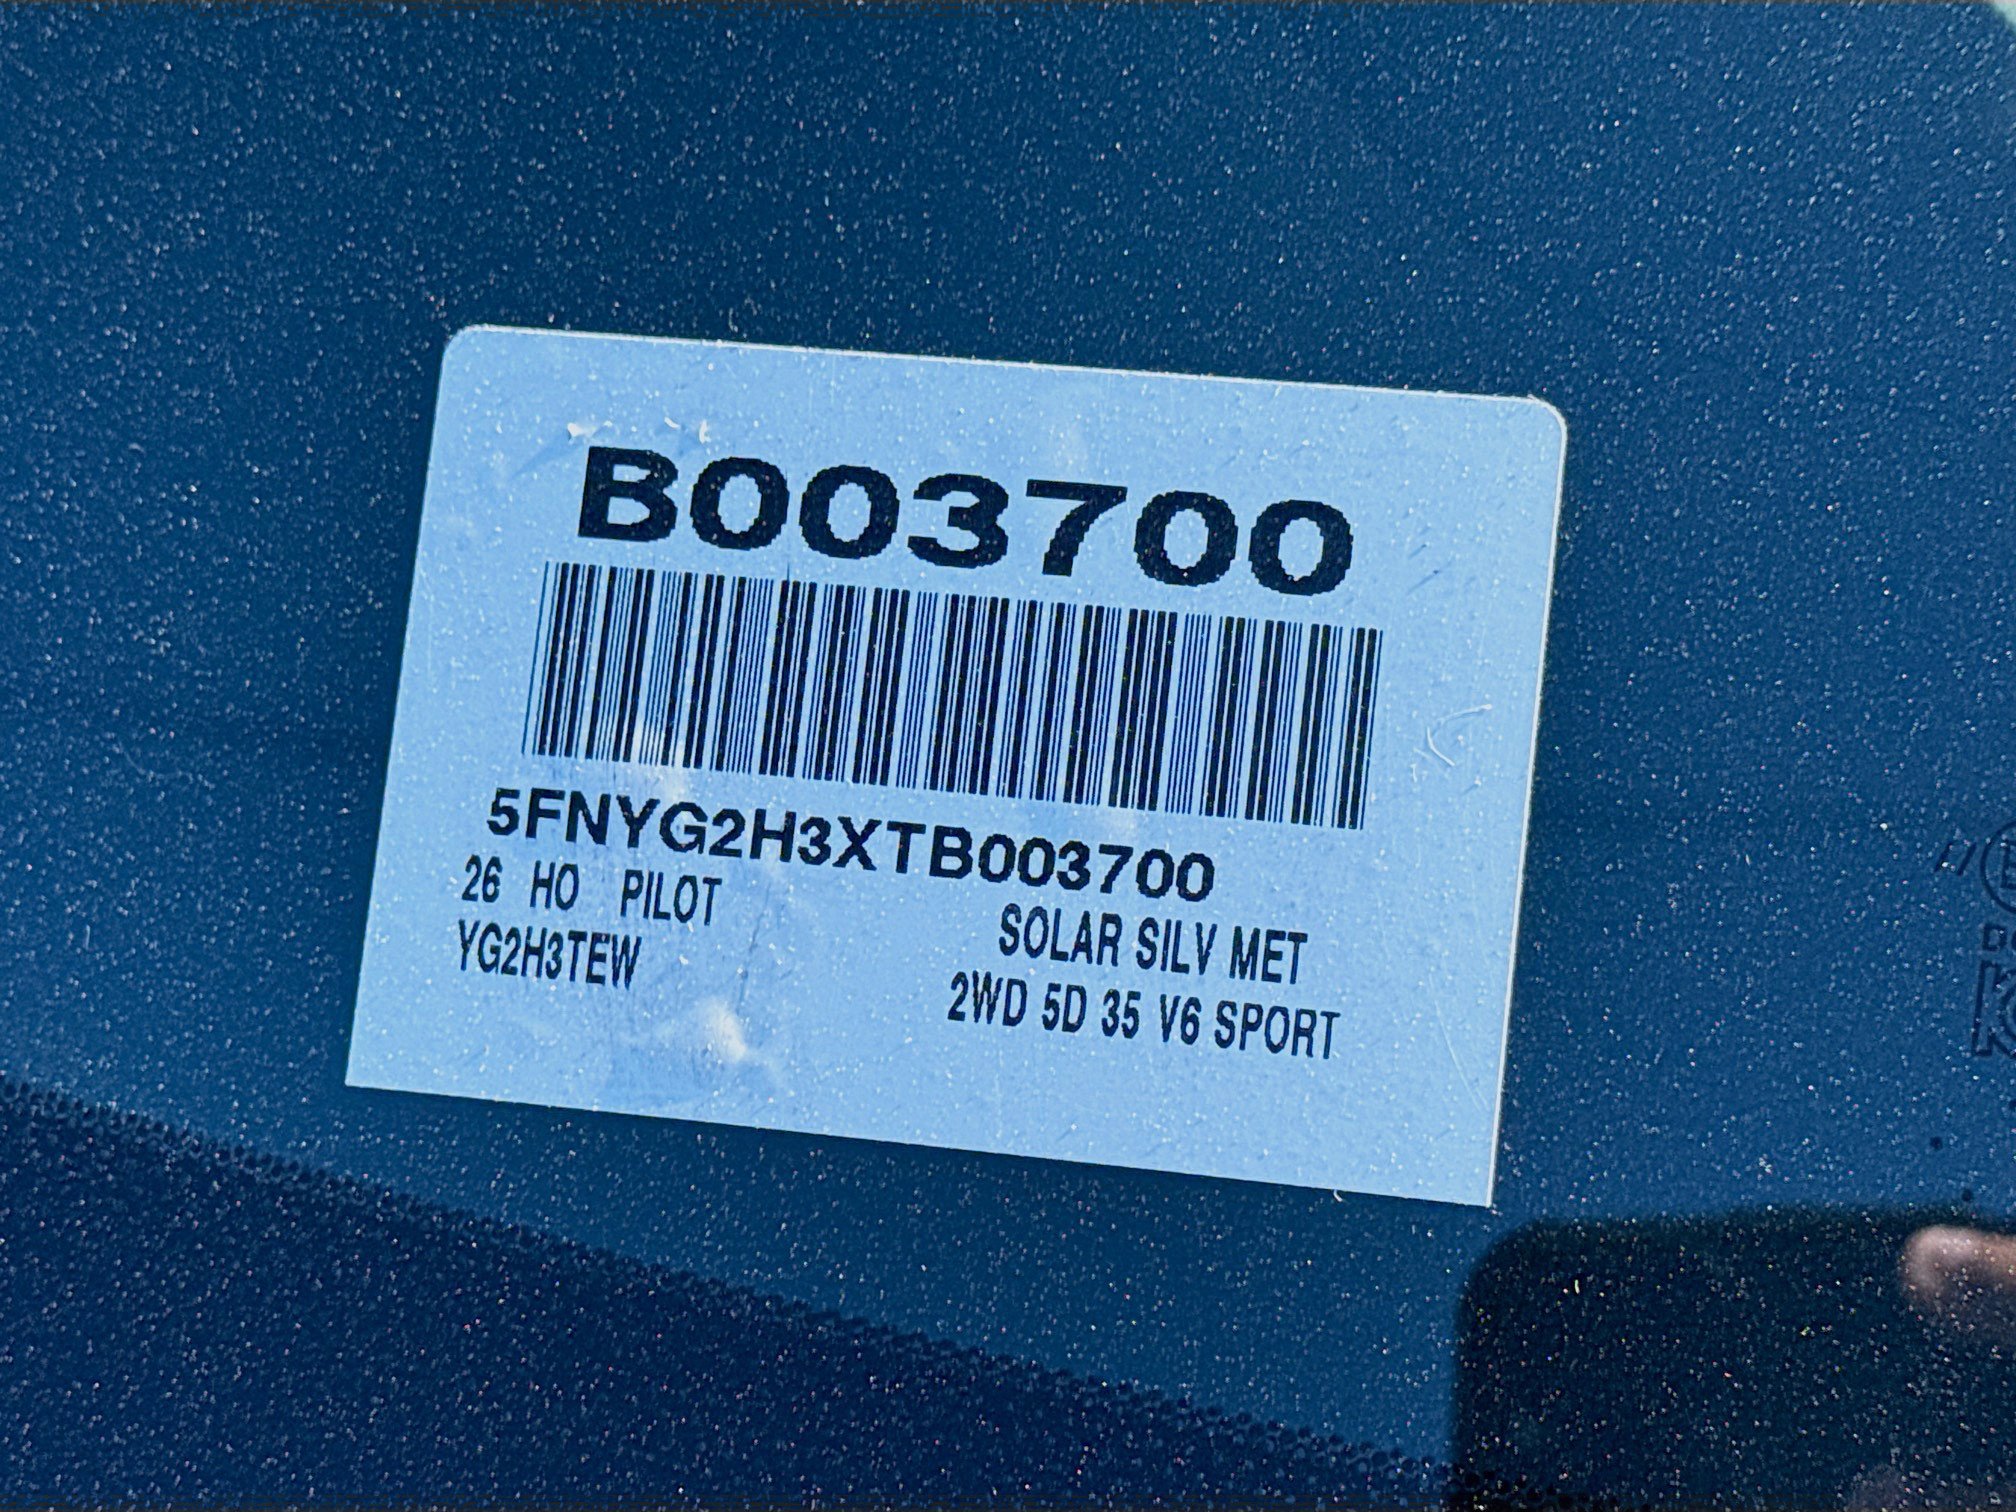 B003700
5FNYG2H3XTB003700
26 HO PILOT SOLAR SILV MET
YG2H3TEW 2WD 5D 35 V6 SPORT